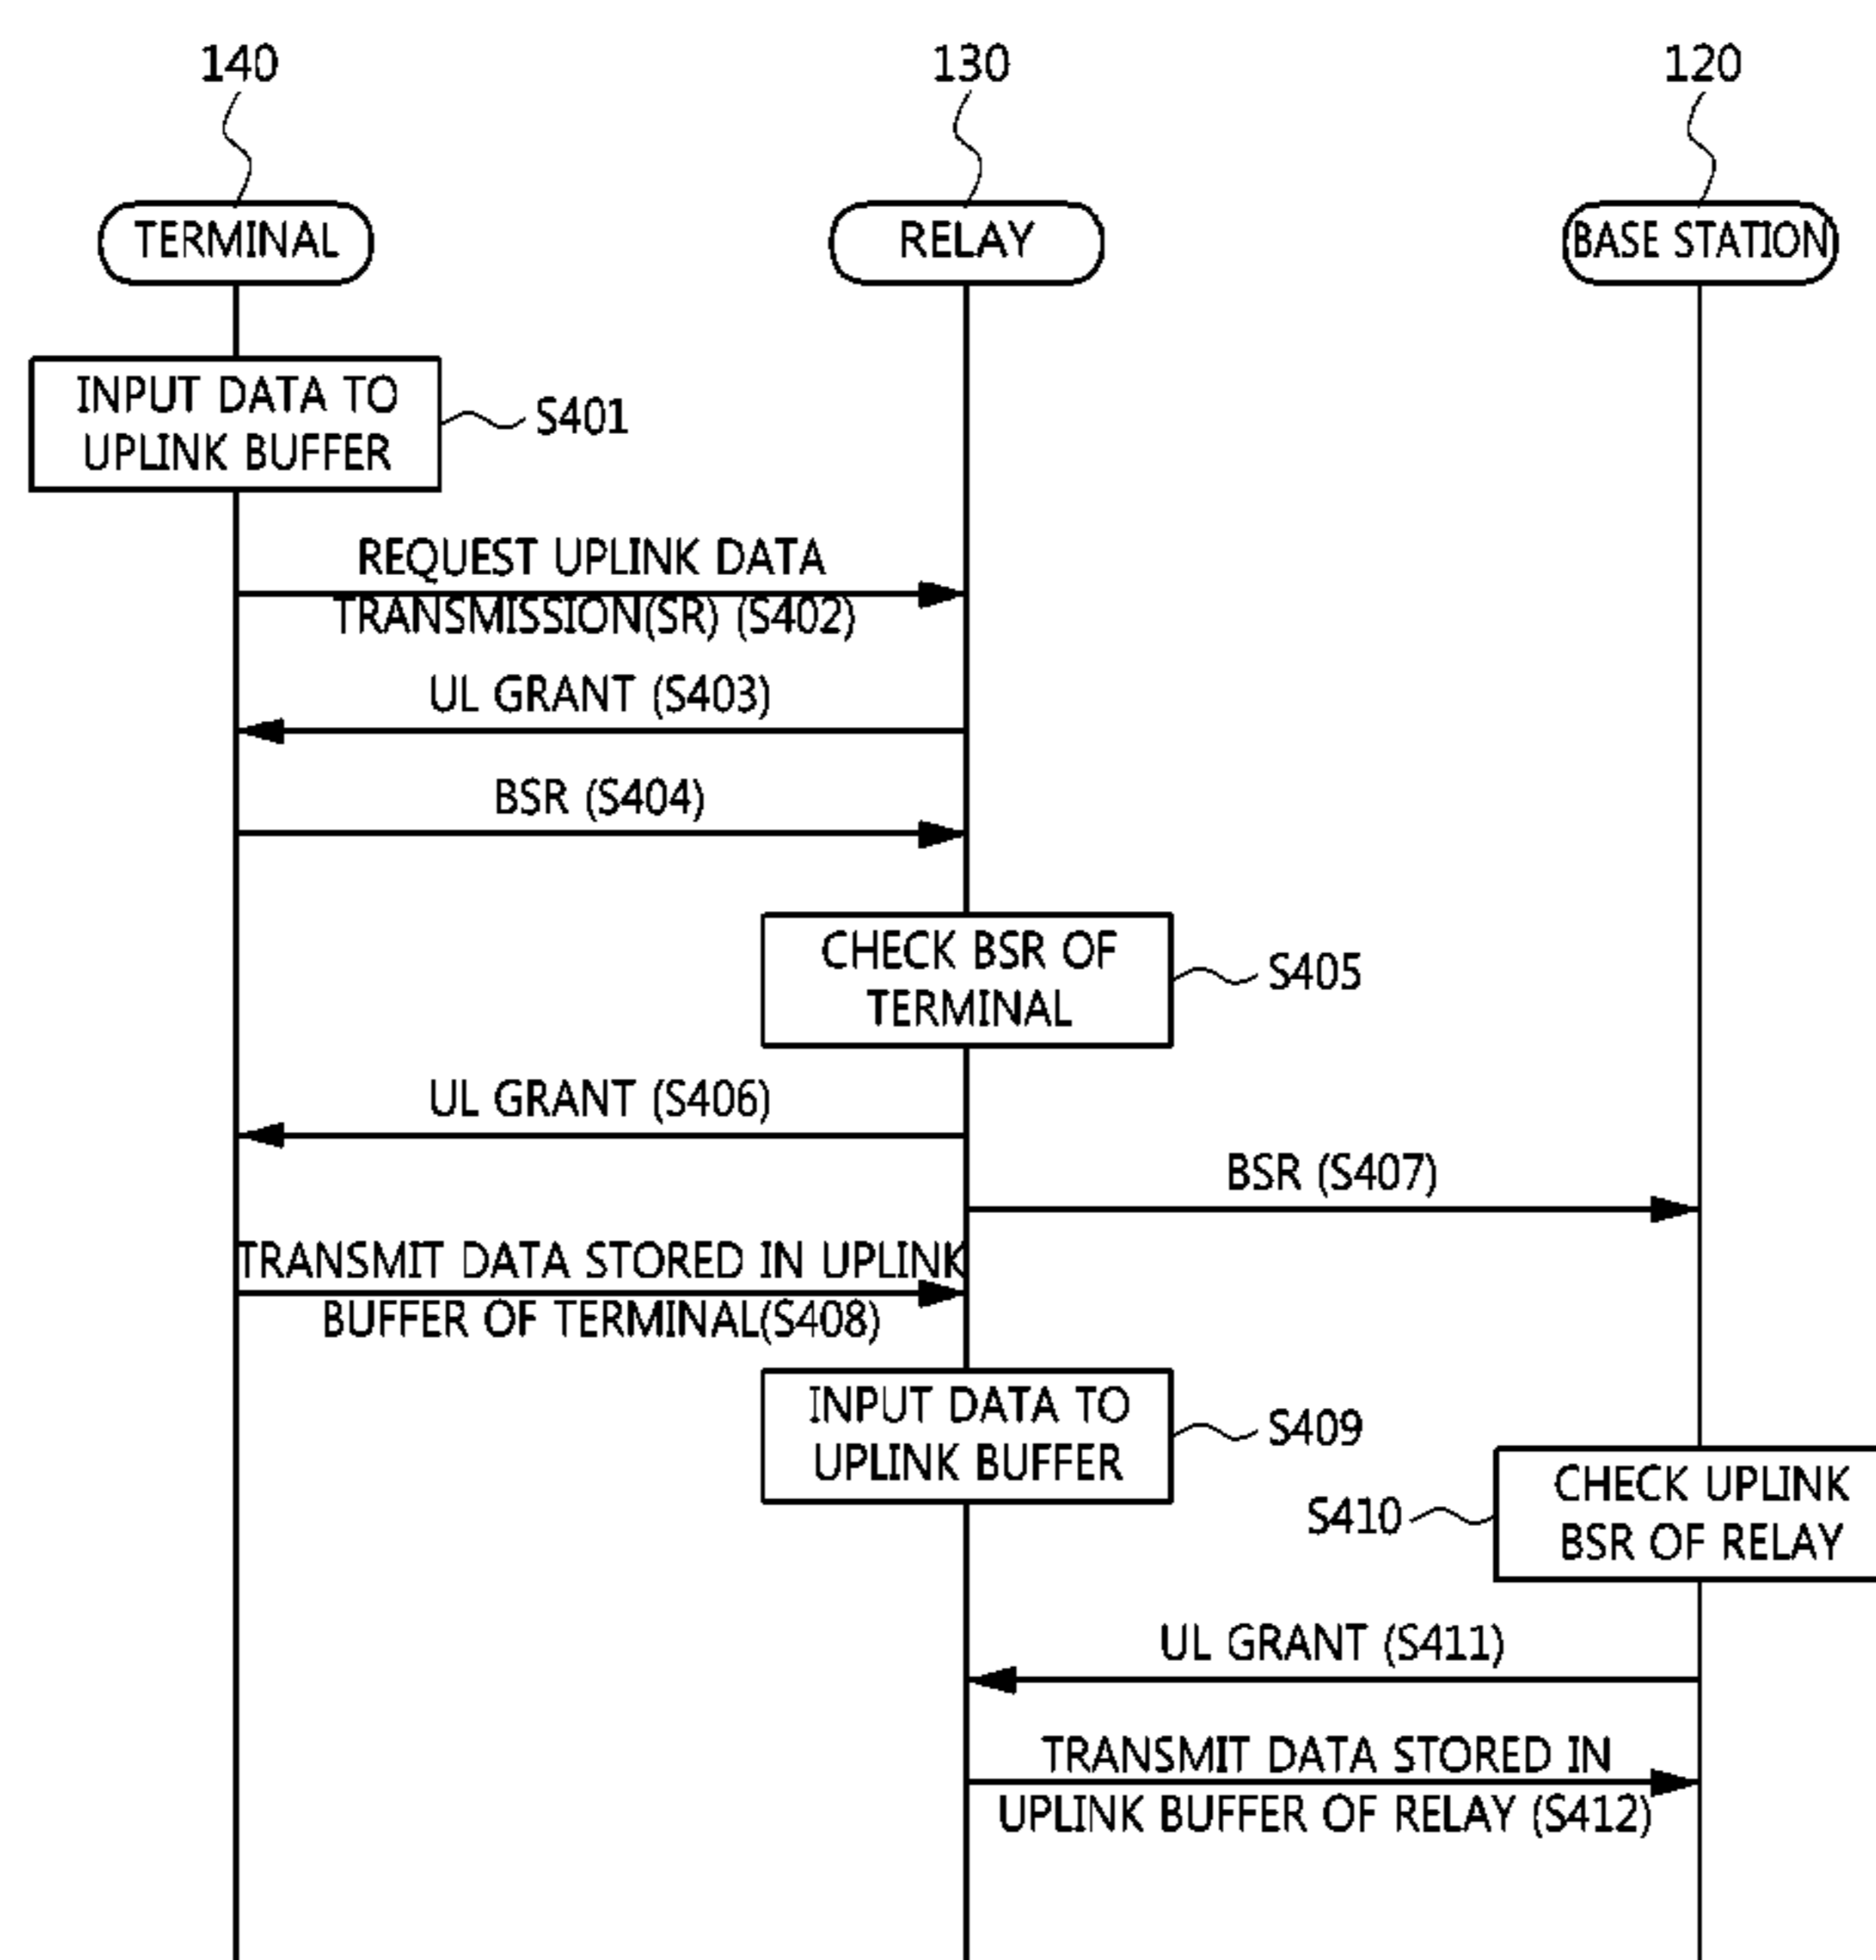 140
130
120
TERMINAL
RELAY
BASE STATION
INPUT DATA TO
UPLINK BUFFER
S401
REQUEST UPLINK DATA
TRANSMISSION(SR) (S402)
UL GRANT (S403)
BSR (S404)
CHECK BSR OF
TERMINAL
S405
UL GRANT (S406)
BSR (S407)
TRANSMIT DATA STORED IN UPLINK
BUFFER OF TERMINAL(S408)
INPUT DATA TO
UPLINK BUFFER
S409
S410
CHECK UPLINK
BSR OF RELAY
UL GRANT (S411)
TRANSMIT DATA STORED IN
UPLINK BUFFER OF RELAY (S412)